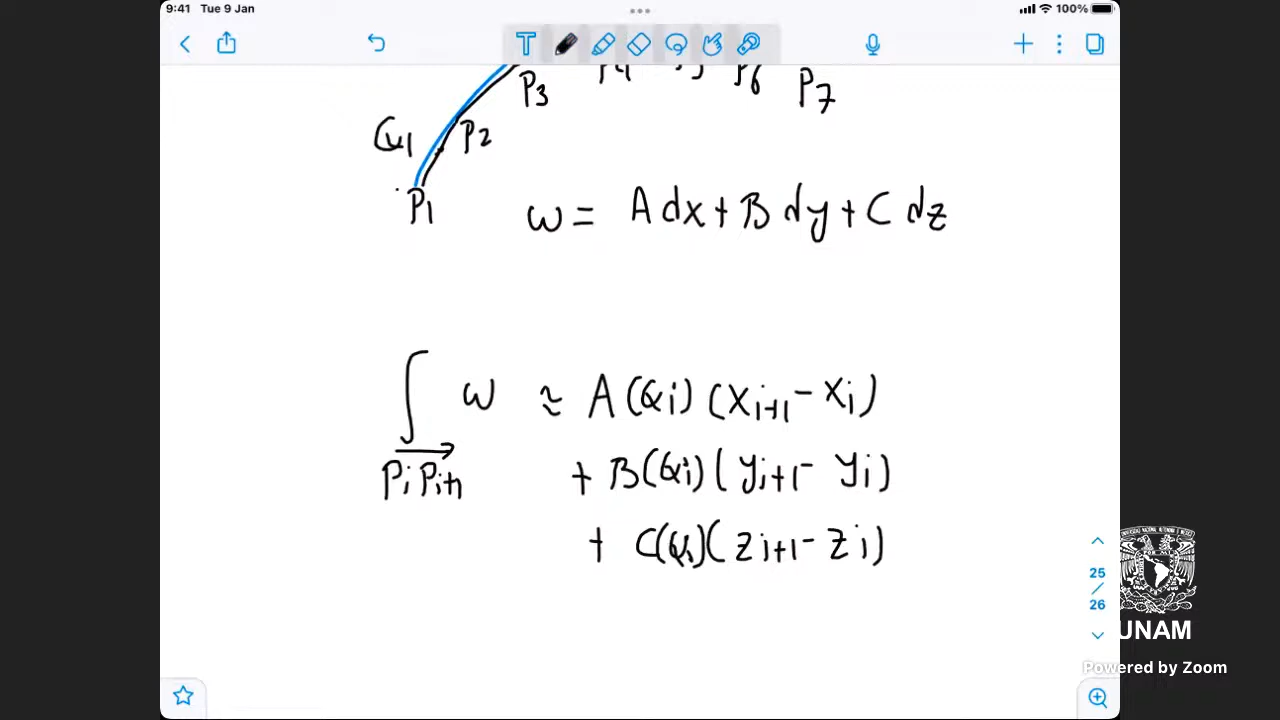 9:41 Tue 9 Jan
100%
T
P3 P6 P7
Q1 P2
P1
ω = A dx + B dy + C dz
∫ ω ≈ A(Qi)(Xi+1 - Xi)
PiPi+1
+ B(Qi)(yi+1 - yi)
+ C(Qi)(zi+1 - zi)
25
/
26
UNAM
Powered by Zoom